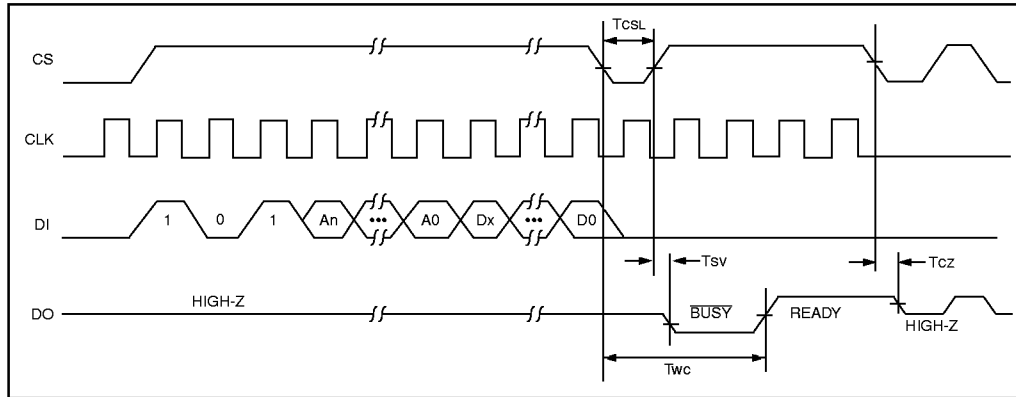 TCSL
CS
CLK
DI
1 0 1 An ••• A0 Dx ••• D0
TSV
TCZ
DO
HIGH-Z
BUSY
READY
HIGH-Z
TWC